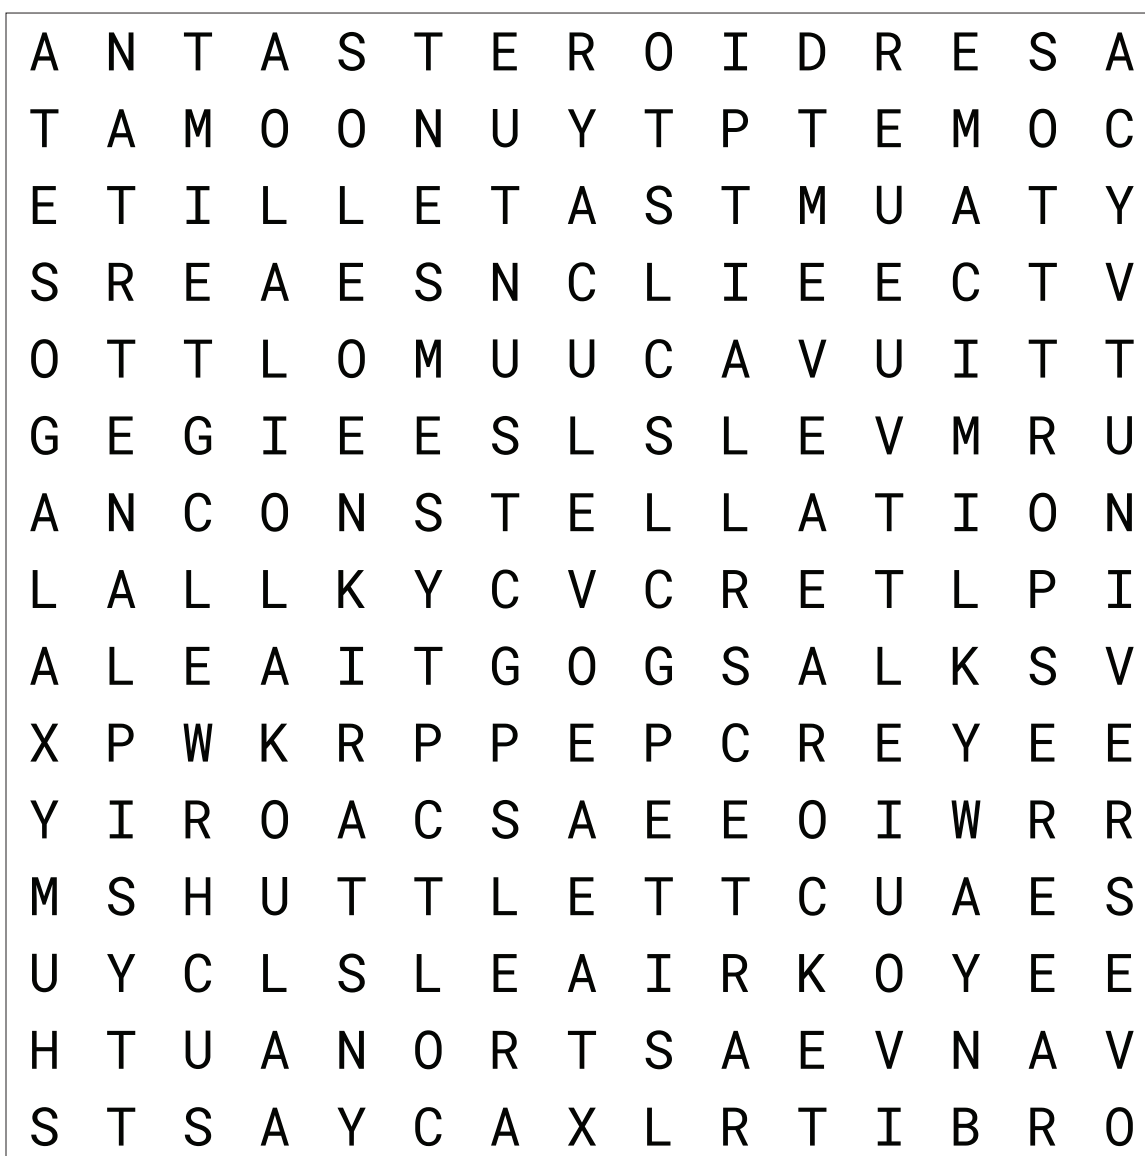 A N T A S T E R O I D R E S A
T A M O O N U Y T P T E M O C
E T I L L E T A S T M U A T Y
S R E A E S N C L I E E C T V
O T T L O M U U C A V U I T T
G E G I E E S L S L E V M R U
A N C O N S T E L L A T I O N
L A L L K Y C V C R E T L P I
A L E A I T G O G S A L K S V
X P W K R P P E P C R E Y E E
Y I R O A C S A E E O I W R R
M S H U T T L E T T C U A E S
U Y C L S L E A I R K O Y E E
H T U A N O R T S A E V N A V
S T S A Y C A X L R T I B R O